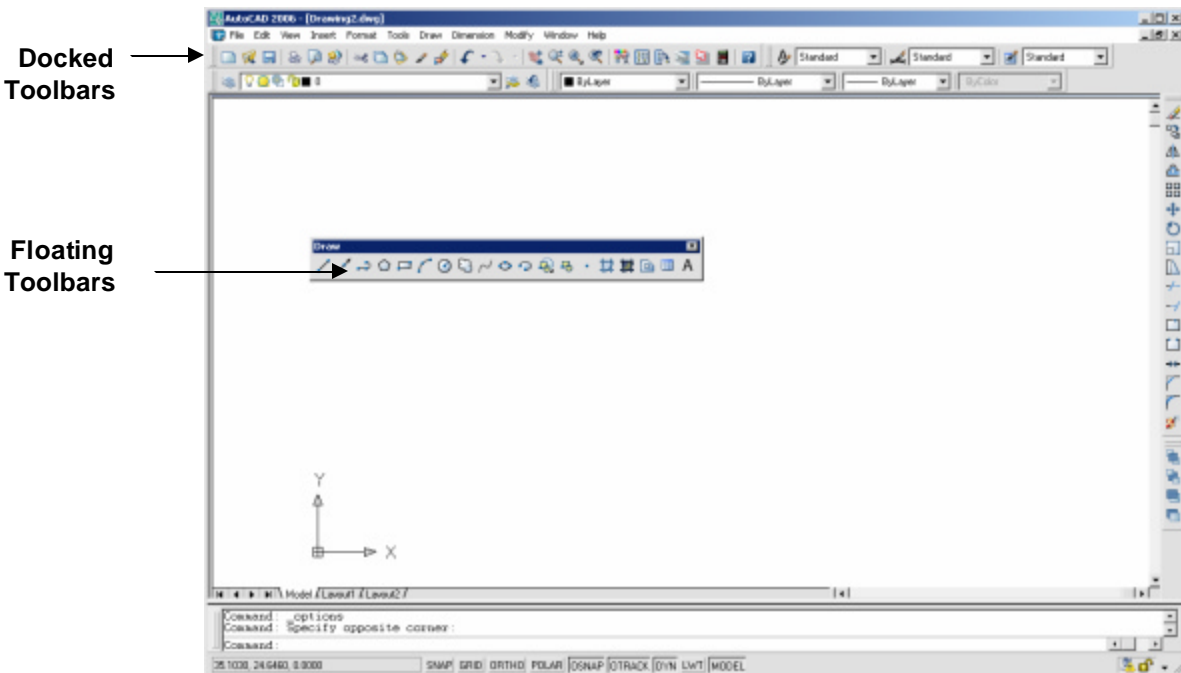 AutoCAD 2006 - [Drawing2.dwg]
File Edit View Insert Format Tools Draw Dimension Modify Window Help
Docked
Toolbars
Standard Standard Standard
0 ByLayer ByLayer ByLayer ByColor
Floating
Toolbars
Draw
A
Y
X
Model Layout1 Layout2
Command: _options
Command: Specify opposite corner:
Command:
35.1030, 24.6460, 0.0000 SNAP GRID ORTHO POLAR OSNAP OTRACK DYN LWT MODEL